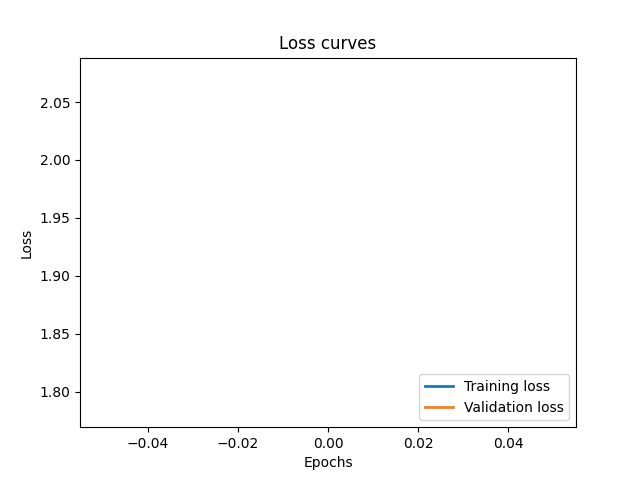 Loss curves
2.05
2.00
1.95
1.90
1.85
1.80
Loss
Training loss
Validation loss
−0.04 −0.02 0.00 0.02 0.04
Epochs